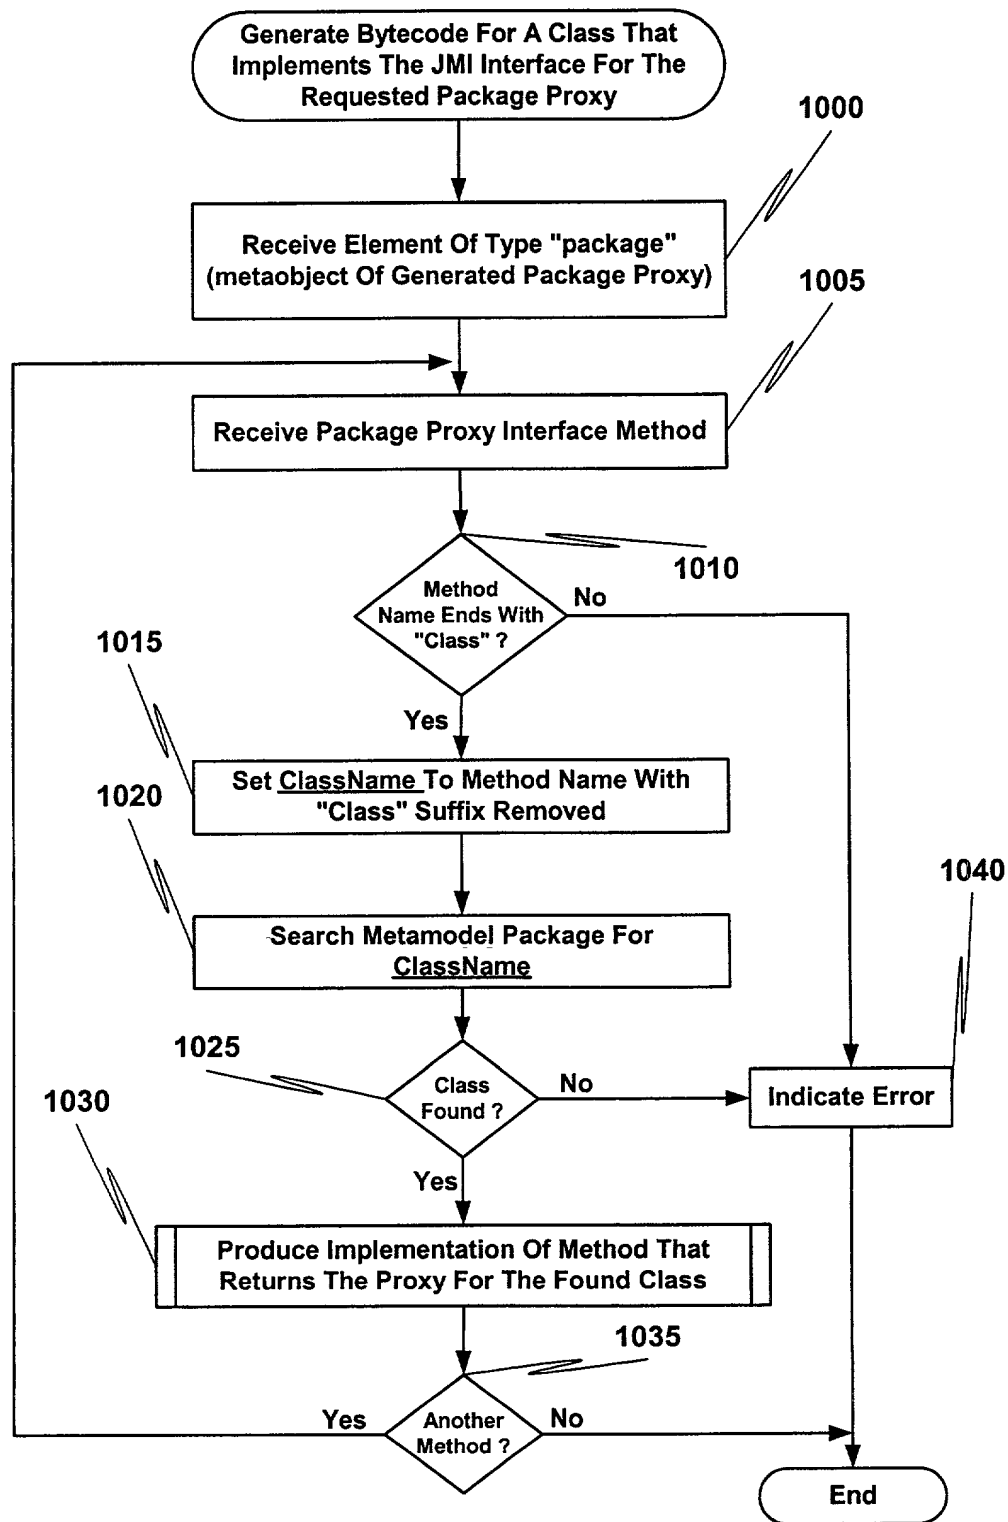 Generate Bytecode For A Class That
Implements The JMI Interface For The
Requested Package Proxy
1000
Receive Element Of Type "package"
(metaobject Of Generated Package Proxy)
1005
Receive Package Proxy Interface Method
1010
Method
Name Ends With
"Class" ?
No
1015
Yes
Set ClassName To Method Name With
"Class" Suffix Removed
1020
1040
Search Metamodel Package For
ClassName
1025
Class
Found ?
No
Indicate Error
1030
Yes
Produce Implementation Of Method That
Returns The Proxy For The Found Class
1035
Yes
Another
Method ?
No
End